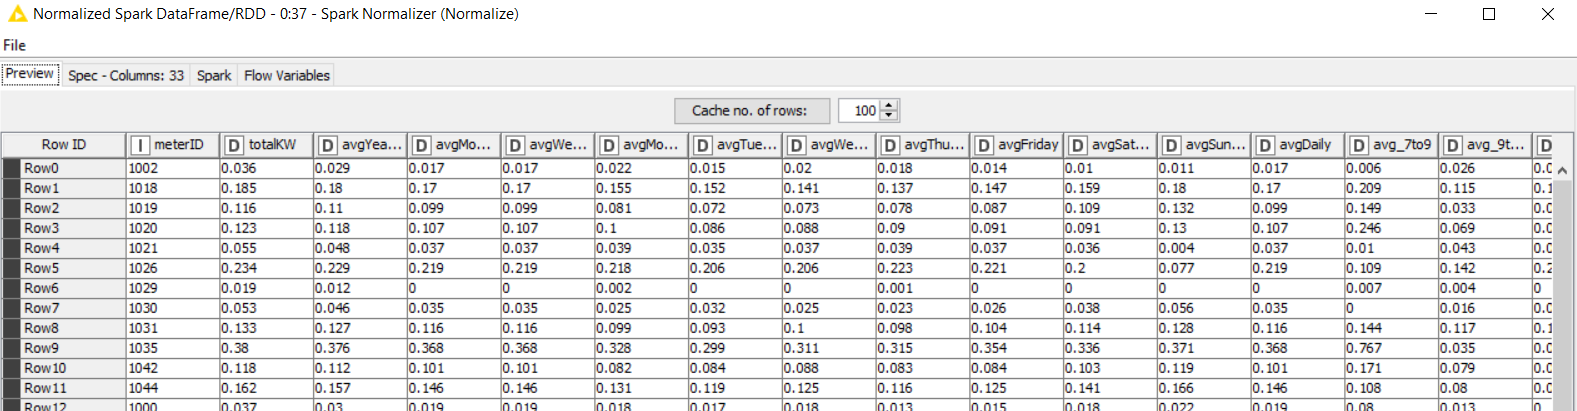 Normalized Spark DataFrame/RDD - 0:37 - Spark Normalizer (Normalize)
File
Preview Spec - Columns: 33 Spark Flow Variables
Cache no. of rows: 100
Row ID I meterID D totalKW D avgYea... D avgMo... D avgWe... D avgMo... D avgTue... D avgWe... D avgThu... D avgFriday D avgSat... D avgSun... D avgDaily D avg_7to9 D avg_9t... D
Row0 1002 0.036 0.029 0.017 0.017 0.022 0.015 0.02 0.018 0.014 0.01 0.011 0.017 0.006 0.026 0.0
Row1 1018 0.185 0.18 0.17 0.17 0.155 0.152 0.141 0.137 0.147 0.159 0.18 0.17 0.209 0.115 0.1
Row2 1019 0.116 0.11 0.099 0.099 0.081 0.072 0.073 0.078 0.087 0.109 0.132 0.099 0.149 0.033 0.0
Row3 1020 0.123 0.118 0.107 0.107 0.1 0.086 0.088 0.09 0.091 0.091 0.13 0.107 0.246 0.069 0.0
Row4 1021 0.055 0.048 0.037 0.037 0.039 0.035 0.037 0.039 0.037 0.036 0.004 0.037 0.01 0.043 0.0
Row5 1026 0.234 0.229 0.219 0.219 0.218 0.206 0.206 0.223 0.221 0.2 0.077 0.219 0.109 0.142 0.2
Row6 1029 0.019 0.012 0 0 0.002 0 0 0.001 0 0 0 0 0.007 0.004 0
Row7 1030 0.053 0.046 0.035 0.035 0.025 0.032 0.025 0.023 0.026 0.038 0.056 0.035 0 0.016 0.0
Row8 1031 0.133 0.127 0.116 0.116 0.099 0.093 0.1 0.098 0.104 0.114 0.128 0.116 0.144 0.117 0.1
Row9 1035 0.38 0.376 0.368 0.368 0.328 0.299 0.311 0.315 0.354 0.336 0.371 0.368 0.767 0.035 0.0
Row10 1042 0.118 0.112 0.101 0.101 0.082 0.084 0.088 0.083 0.084 0.103 0.119 0.101 0.171 0.079 0.0
Row11 1044 0.162 0.157 0.146 0.146 0.131 0.119 0.125 0.116 0.125 0.141 0.166 0.146 0.108 0.08 0.0
Row12 1000 0.037 0.03 0.019 0.019 0.018 0.017 0.018 0.013 0.015 0.018 0.022 0.019 0.08 0.013 0